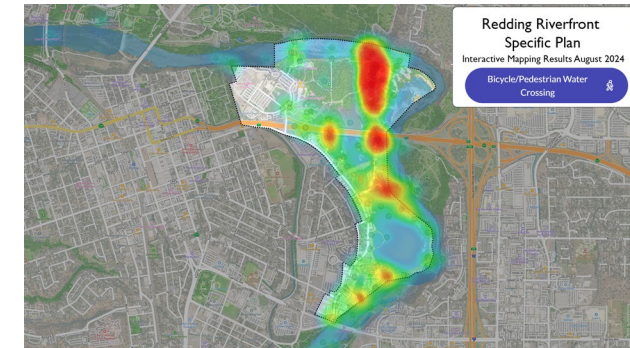 Redding Riverfront
Specific Plan
Interactive Mapping Results August 2024
Bicycle/Pedestrian Water
Crossing